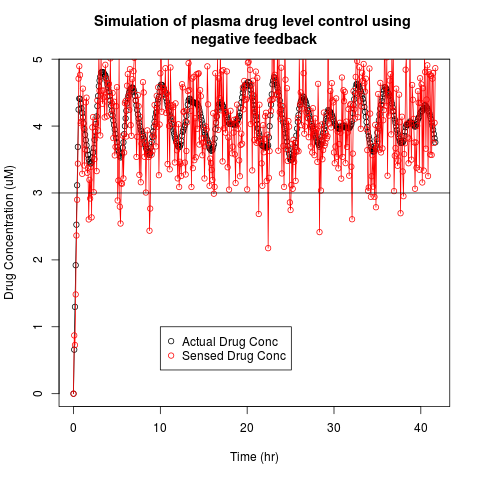 Simulation of plasma drug level control using
negative feedback
Drug Concentration (uM)
5
4
3
2
1
0
Actual Drug Conc
Sensed Drug Conc
0 10 20 30 40
Time (hr)